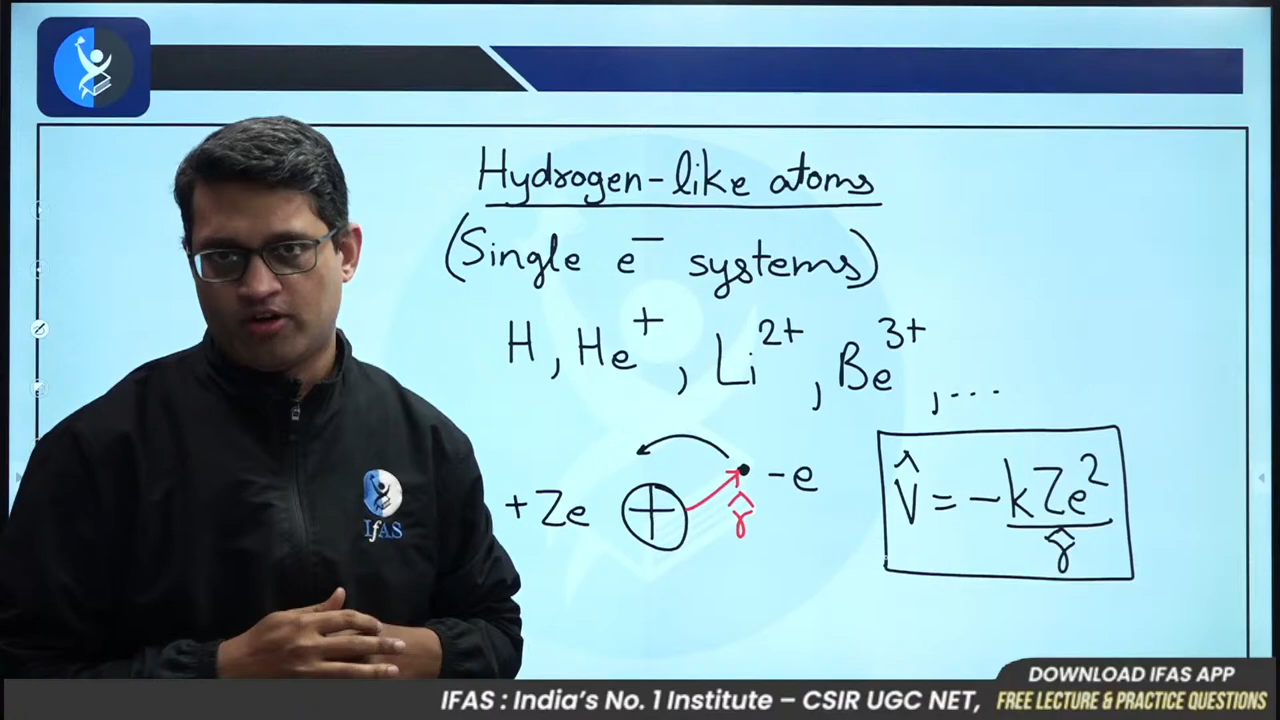 Hydrogen-like atoms
(Single e⁻ systems)
H, He⁺, Li²⁺, Be³⁺, ...
+Ze ⊕ r̂ -e
V̂ = -kZe²/r̂
IfAS
DOWNLOAD IFAS APP
IFAS : India's No. 1 Institute – CSIR UGC NET,
FREE LECTURE & PRACTICE QUESTIONS